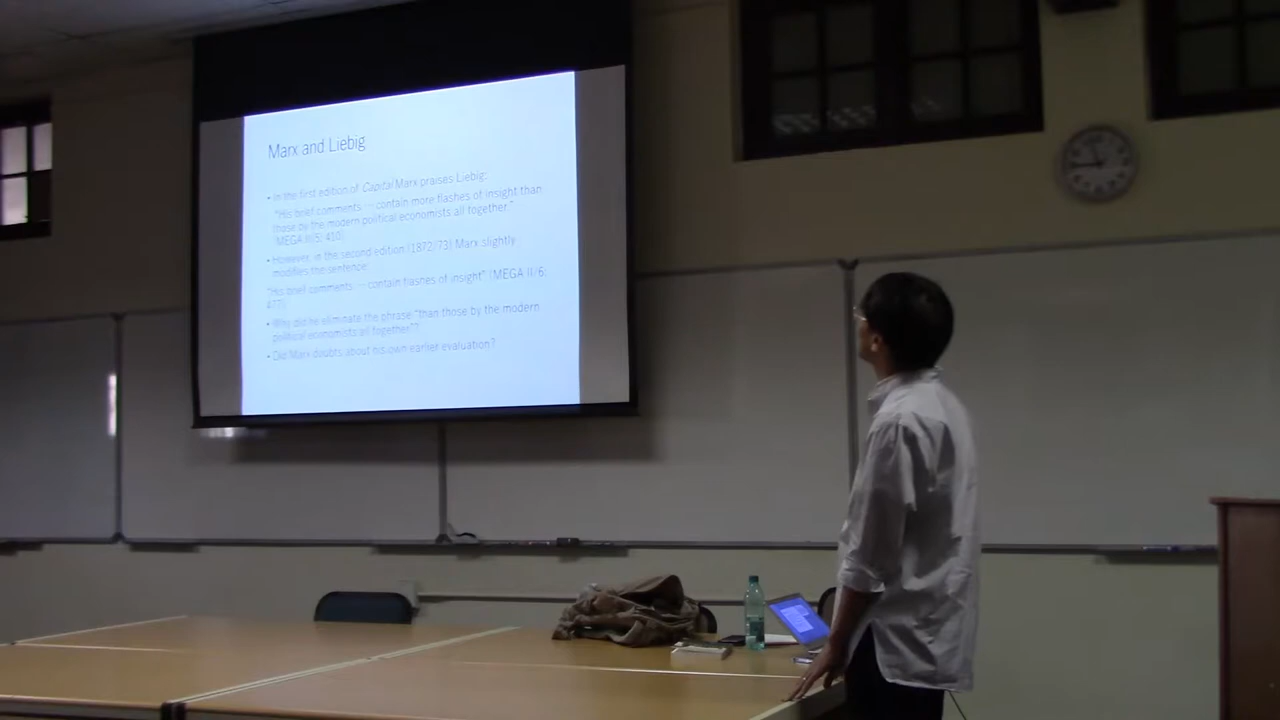 Marx and Liebig
• In the first edition of Capital Marx praises Liebig:
"His brief comments … contain more flashes of insight than
those by the modern political economists all together."
(MEGA II/5: 410)
• However, in the second edition (1872/73) Marx slightly
modifies the sentence:
"His brief comments … contain flashes of insight" (MEGA II/6:
477)
• Why did he eliminate the phrase "than those by the modern
political economists all together"?
• Did Marx doubts about his own earlier evaluation?